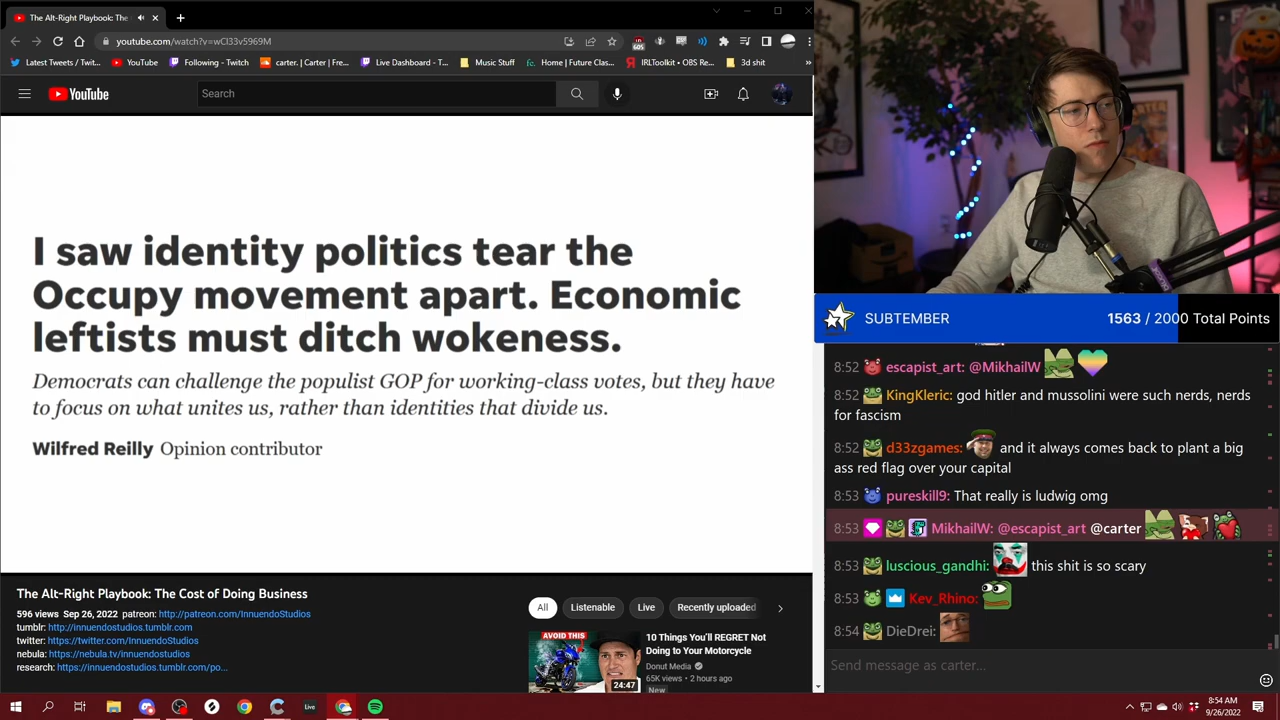 The Alt-Right Playbook: The
youtube.com/watch?v=wCl33v5969M
605
Latest Tweets / Twit...
YouTube
Following - Twitch
carter. | Carter | Fre...
Live Dashboard - T...
Music Stuff
Home | Future Clas...
IRLToolkit • OBS Re...
3d shit
YouTube
Search
I saw identity politics tear the
Occupy movement apart. Economic
leftists must ditch wokeness.
Democrats can challenge the populist GOP for working-class votes, but they have
to focus on what unites us, rather than identities that divide us.
Wilfred Reilly Opinion contributor
The Alt-Right Playbook: The Cost of Doing Business
596 views Sep 26, 2022 patreon: http://patreon.com/InnuendoStudios
tumblr: http://innuendostudios.tumblr.com
twitter: https://twitter.com/InnuendoStudios
nebula: https://nebula.tv/innuendostudios
research: https://innuendostudios.tumblr.com/po...
All
Listenable
Live
Recently uploaded
AVOID THIS
24:47
10 Things You'll REGRET Not
Doing to Your Motorcycle
Donut Media
65K views • 2 hours ago
New
SUBTEMBER
1563 / 2000 Total Points
8:52 escapist_art: @MikhailW
8:52 KingKleric: god hitler and mussolini were such nerds, nerds
for fascism
8:52 d33zgames: and it always comes back to plant a big
ass red flag over your capital
8:53 pureskill9: That really is ludwig omg
8:53 MikhailW: @escapist_art @carter
8:53 luscious_gandhi: this shit is so scary
8:53 Kev_Rhino:
8:54 DieDrei:
Send message as carter...
Live
8:54 AM
9/26/2022